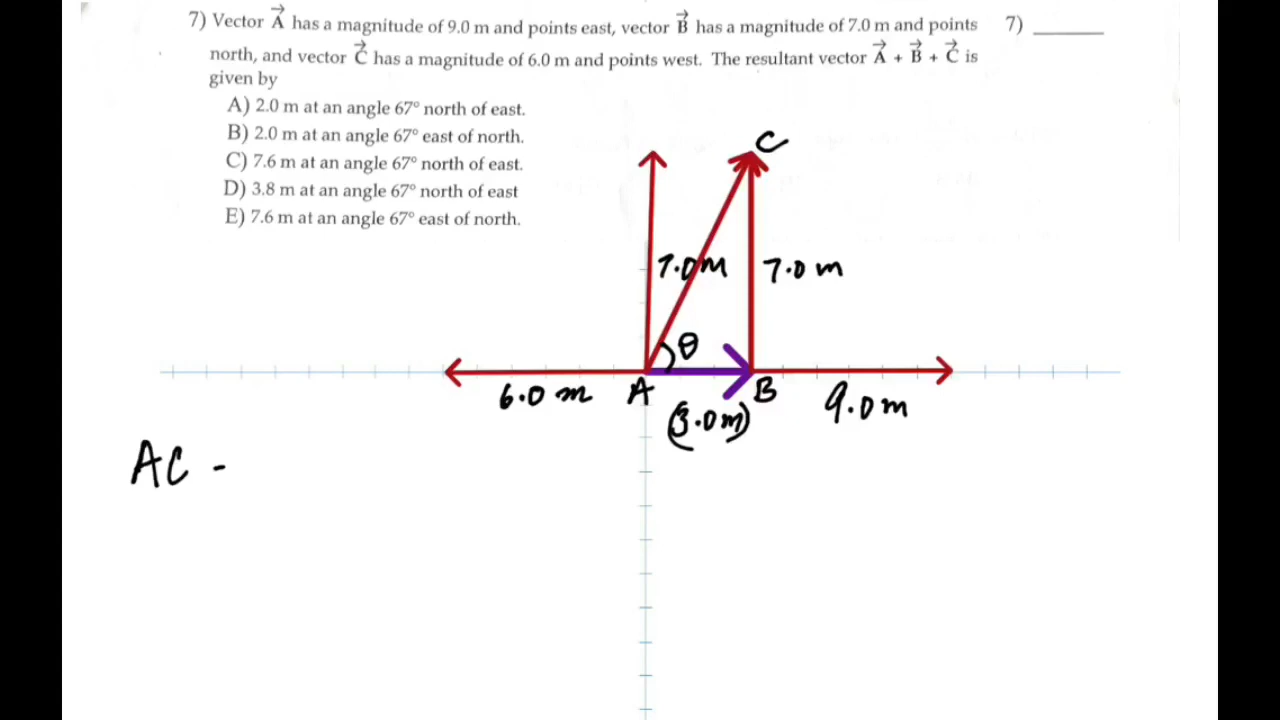 7) Vector A⃗ has a magnitude of 9.0 m and points east, vector B⃗ has a magnitude of 7.0 m and points 7) ________
north, and vector C⃗ has a magnitude of 6.0 m and points west. The resultant vector A⃗ + B⃗ + C⃗ is
given by
A) 2.0 m at an angle 67° north of east.
B) 2.0 m at an angle 67° east of north.
C) 7.6 m at an angle 67° north of east.
D) 3.8 m at an angle 67° north of east
E) 7.6 m at an angle 67° east of north.
C
7.0m 7.0 m
θ
6.0 m A B 9.0m
(3.0m)
AC -